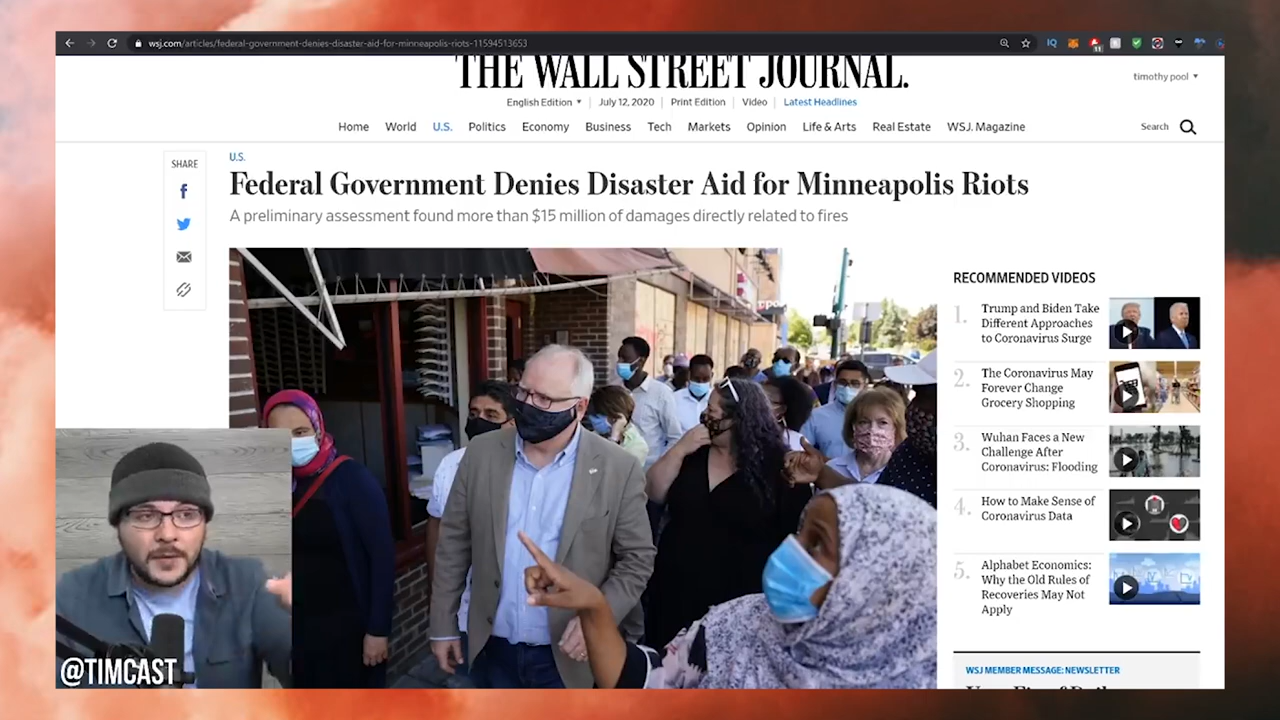 wsj.com/articles/federal-government-denies-disaster-aid-for-minneapolis-riots-11594513653
THE WALL STREET JOURNAL.
timothy pool
English Edition
July 12, 2020
Print Edition
Video
Latest Headlines
Home
World
U.S.
Politics
Economy
Business
Tech
Markets
Opinion
Life & Arts
Real Estate
WSJ. Magazine
Search
SHARE
U.S.
Federal Government Denies Disaster Aid for Minneapolis Riots
A preliminary assessment found more than $15 million of damages directly related to fires
RECOMMENDED VIDEOS
1.
Trump and Biden Take
Different Approaches
to Coronavirus Surge
2.
The Coronavirus May
Forever Change
Grocery Shopping
3.
Wuhan Faces a New
Challenge After
Coronavirus: Flooding
4.
How to Make Sense of
Coronavirus Data
5.
Alphabet Economics:
Why the Old Rules of
Recoveries May Not
Apply
WSJ MEMBER MESSAGE: NEWSLETTER
@TIMCAST